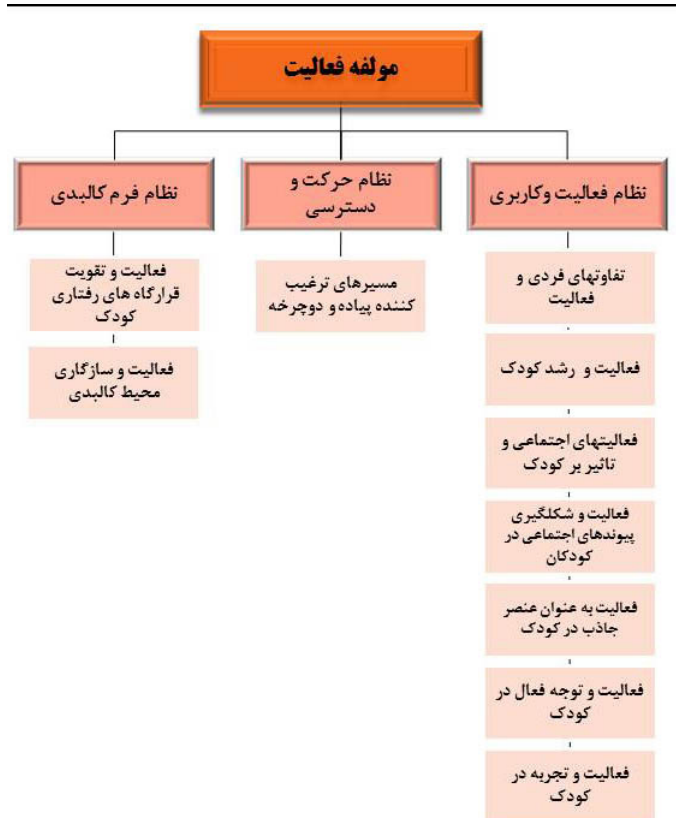 مولفه فعالیت
نظام فعالیت وکاربری
تفاوتهای فردی و
فعالیت
فعالیت و رشد کودک
فعالیتهای اجتماعی و
تاثیر بر کودک
فعالیت و شکلگیری
پیوندهای اجتماعی در
کودکان
فعالیت به عنوان عنصر
جاذب در کودک
فعالیت و توجه فعال در
کودک
فعالیت و تجربه در
کودک
نظام حرکت و
دسترسی
مسیرهای ترغیب
کننده پیاده و دوچرخه
نظام فرم کالبدی
فعالیت و تقویت
قرارگاه های رفتاری
کودک
فعالیت و سازگاری
محیط کالبدی